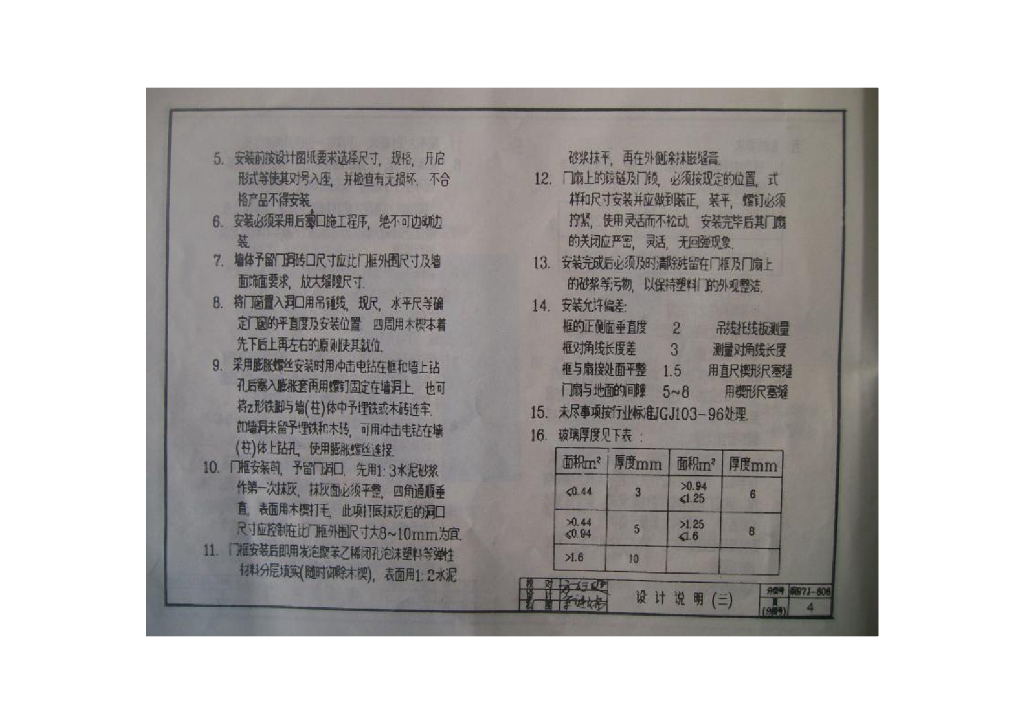 5. 安装前按设计图纸要求选择尺寸, 规格, 开启
形式等使其对号入座, 并检查有无损坏. 不合
格产品不得安装.
6. 安装必须采用后塞口施工程序, 绝不可边砌边
装.
7. 墙体予留门洞砖口尺寸应比门框外围尺寸及墙
面饰面要求, 放大缝隙尺寸.
8. 将门窗置入洞口用吊锤线, 现尺, 水平尺等确
定门窗的平直度及安装位置. 四周用木楔本着
先下后上再左右的原则使其就位.
9. 采用膨胀螺丝安装时用冲击电钻在框和墙上钻
孔后塞入膨胀套再用螺钉固定在墙洞上. 也可
将z形铁脚与墙(柱)体中予埋铁或木砖连牢.
如墙洞未留予埋铁和木砖, 可用冲击电钻在墙
(柱)体上钻孔, 使用膨胀螺丝连接.
10. 门框安装前, 予留门洞口. 先用1: 3水泥砂浆
作第一次抹灰, 抹灰面必须平整, 四角通顺垂
直, 表面用木楔打毛. 此项打底抹灰后的洞口
尺寸应控制在比门框外围尺寸大8~10mm为宜.
11. 门框安装后即用发泡聚苯乙稀闭孔泡沫塑料等弹性
材料分层填实(随时卸除木楔), 表面用1: 2水泥
砂浆抹平, 再在外侧涂抹嵌缝膏.
12. 门扇上的铰链及门锁, 必须按规定的位置, 式
样和尺寸安装并应做到装正, 装平, 螺钉必须
拧紧, 使用灵活而不松动, 安装完毕后其门扇
的关闭应严密, 灵活, 无回弹现象.
13. 安装完成后必须及时清除残留在门框及门扇上
的砂浆等污物, 以保持塑料门的外观整洁.
14. 安装允许偏差:
框的正侧面垂直度 2 吊线托线板测量
框对角线长度差 3 测量对角线长度
框与扇接处面平整 1.5 用直尺楔形尺塞缝
门扇与地面的间隙 5~8 用楔形尺塞缝
15. 未尽事项按行业标准JGJ103-96处理.
16. 玻璃厚度见下表 :
面积m² 厚度mm 面积m² 厚度mm
≤0.44 3 >0.94 ≤1.25 6
>0.44 ≤0.94 5 >1.25 ≤1.6 8
>1.6 10
校 对
设 计
制 图
设 计 说 明 (三)
分册号
页
(分册号) 4